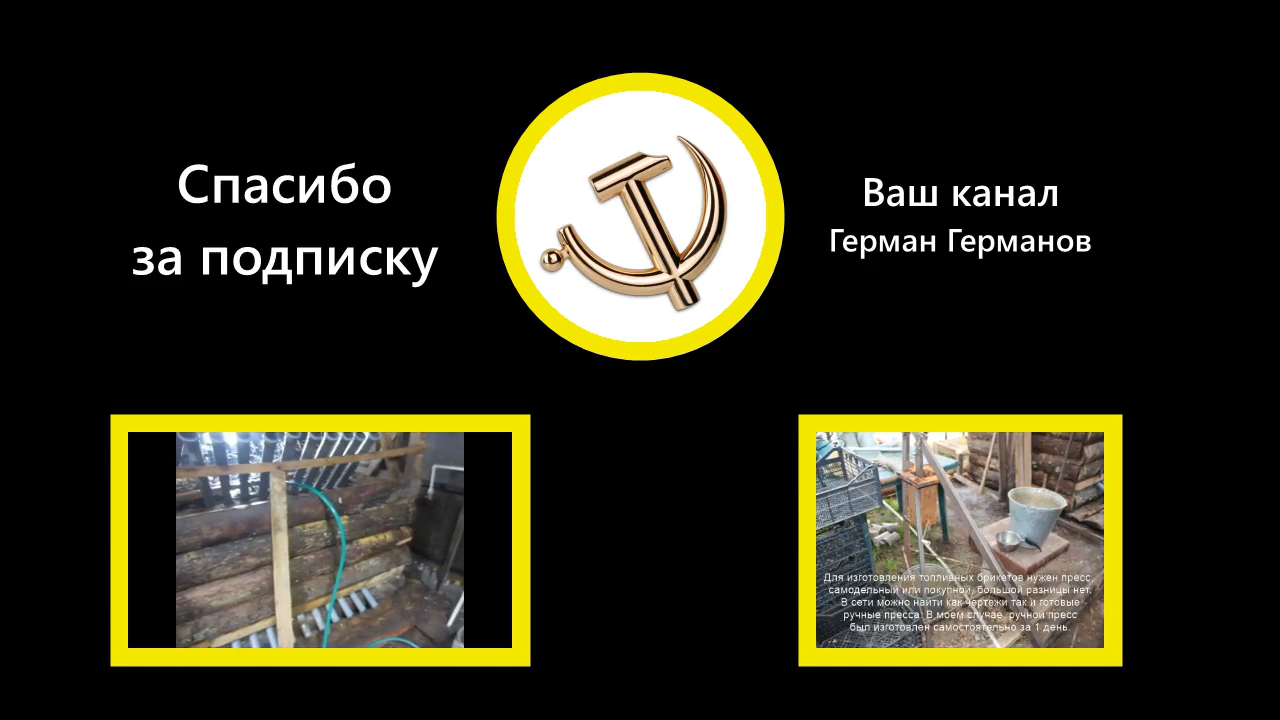 Спасибо
за подписку
Ваш канал
Герман Германов
Для изготовления топливных брикетов нужен пресс,
самодельный или покупной, большой разницы нет.
В сети можно найти как чертежи так и готовые
ручные пресса. В моем случае, ручной пресс
был изготовлен самостоятельно за 1 день.